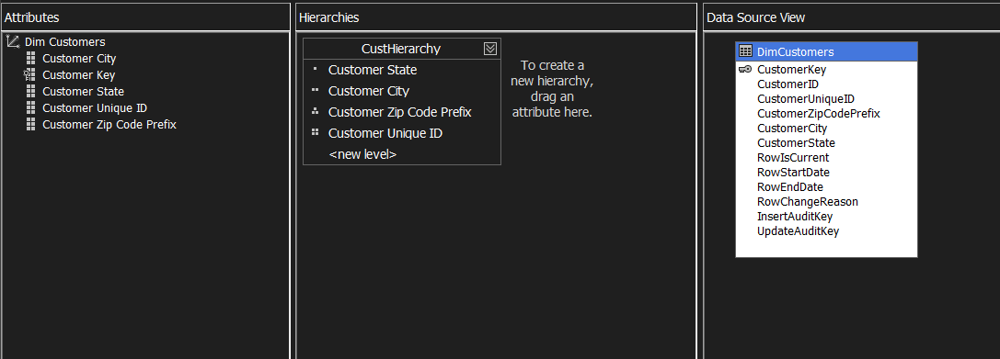 Attributes
Dim Customers
Customer City
Customer Key
Customer State
Customer Unique ID
Customer Zip Code Prefix
Hierarchies
CustHierarchy
Customer State
Customer City
Customer Zip Code Prefix
Customer Unique ID
<new level>
To create a
new hierarchy,
drag an
attribute here.
Data Source View
DimCustomers
CustomerKey
CustomerID
CustomerUniqueID
CustomerZipCodePrefix
CustomerCity
CustomerState
RowIsCurrent
RowStartDate
RowEndDate
RowChangeReason
InsertAuditKey
UpdateAuditKey